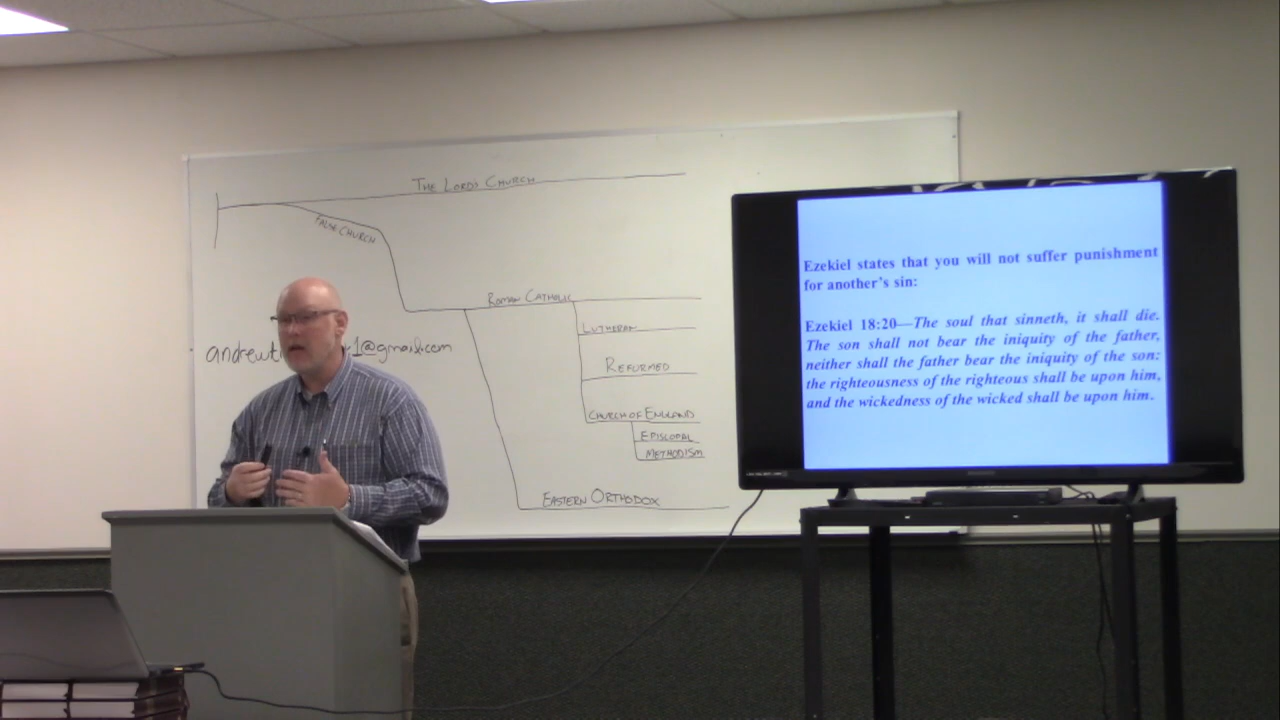 The Lords Church
False Church
Roman Catholic
Lutheran
Reformed
Church of England
Episcopal
Methodism
Eastern Orthodox
1@gmail.com
Ezekiel states that you will not suffer punishment
for another's sin:
Ezekiel 18:20—The soul that sinneth, it shall die.
The son shall not bear the iniquity of the father,
neither shall the father bear the iniquity of the son:
the righteousness of the righteous shall be upon him,
and the wickedness of the wicked shall be upon him.